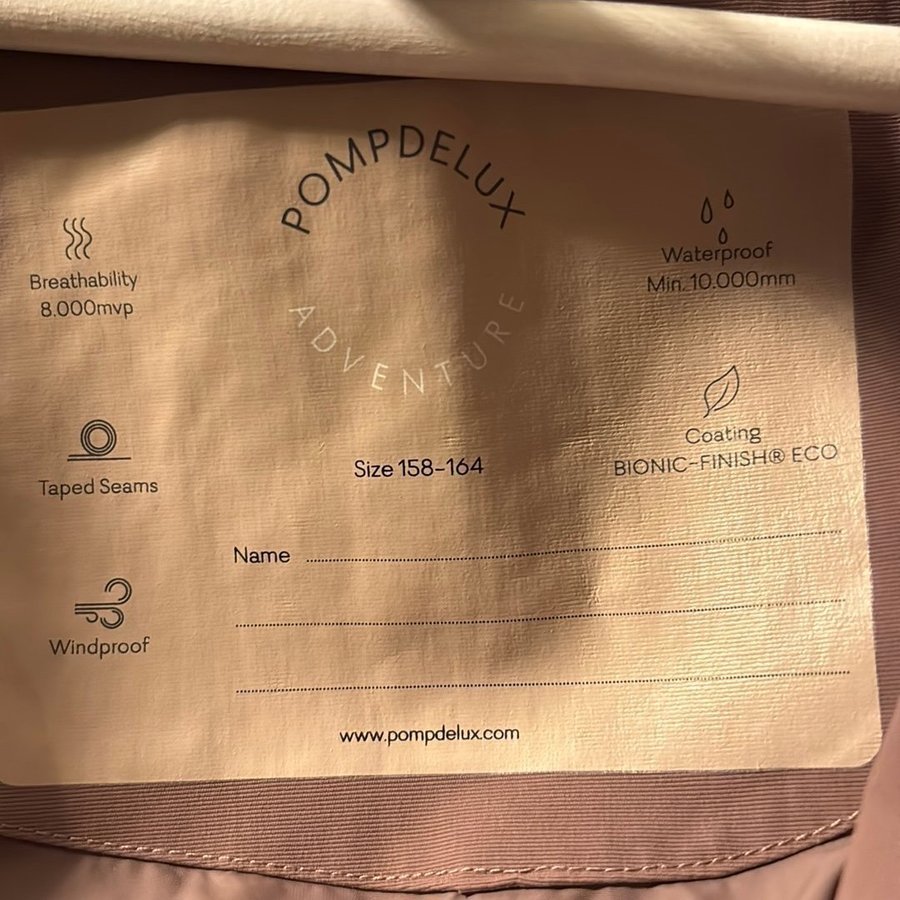 POMPDELUX
ADVENTURE
Breathability
8.000mvp
Waterproof
Min. 10.000mm
Taped Seams
Coating
BIONIC-FINISH® ECO
Size 158-164
Name
Windproof
www.pompdelux.com